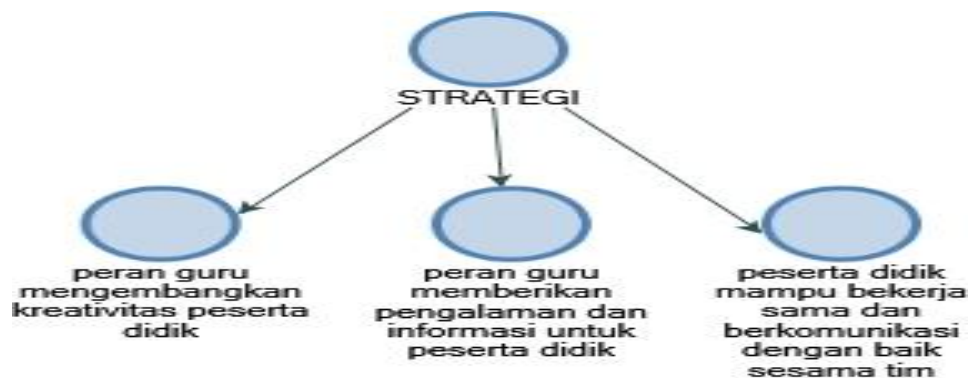 STRATEGI
peran guru
mengembangkan
kreativitas peserta
didik
peran guru
memberikan
pengalaman dan
informasi untuk
peserta didik
peserta didik
mampu bekerja
sama dan
berkomunikasi
dengan baik
sesama tim